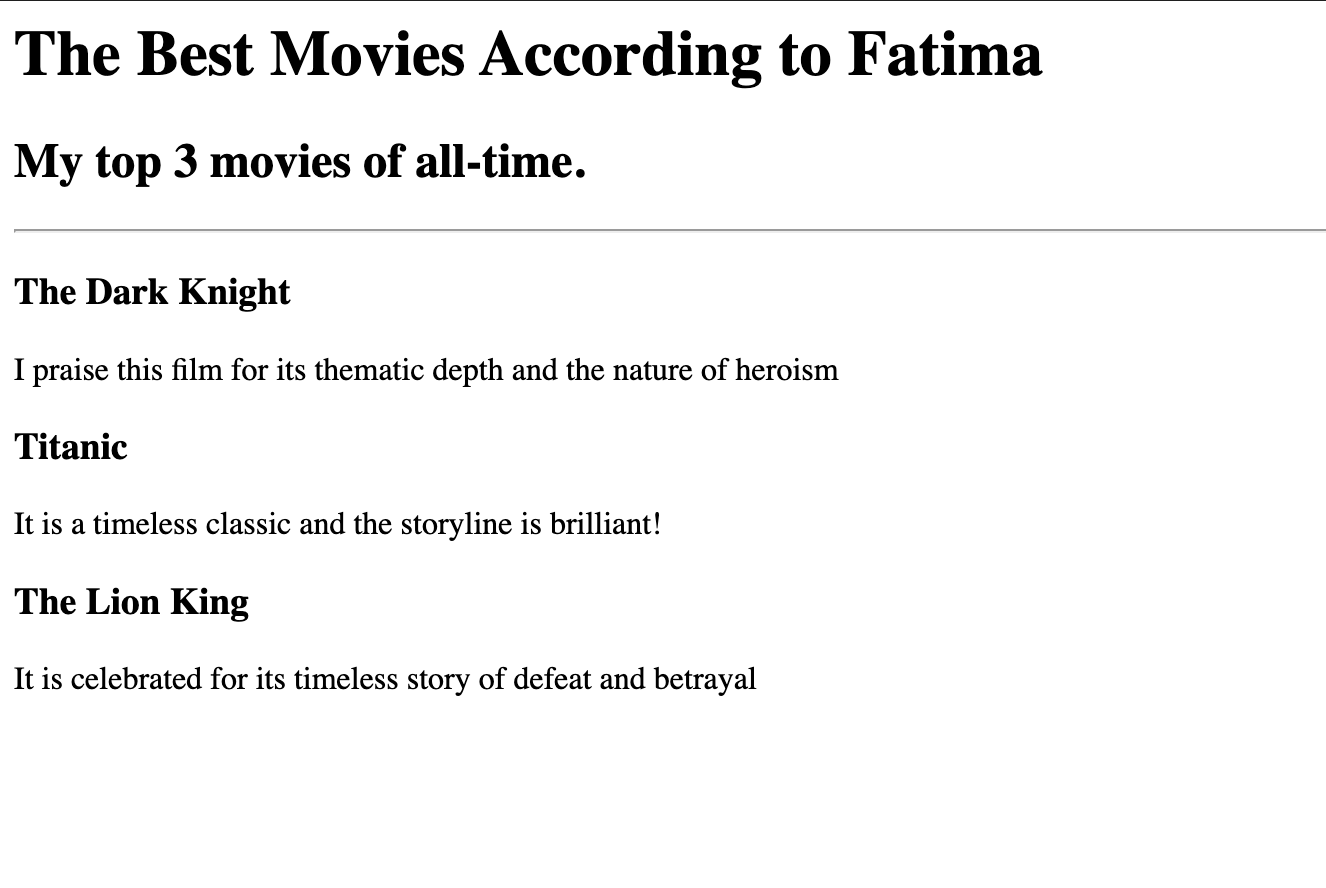 The Best Movies According to Fatima
My top 3 movies of all-time.
The Dark Knight
I praise this film for its thematic depth and the nature of heroism
Titanic
It is a timeless classic and the storyline is brilliant!
The Lion King
It is celebrated for its timeless story of defeat and betrayal